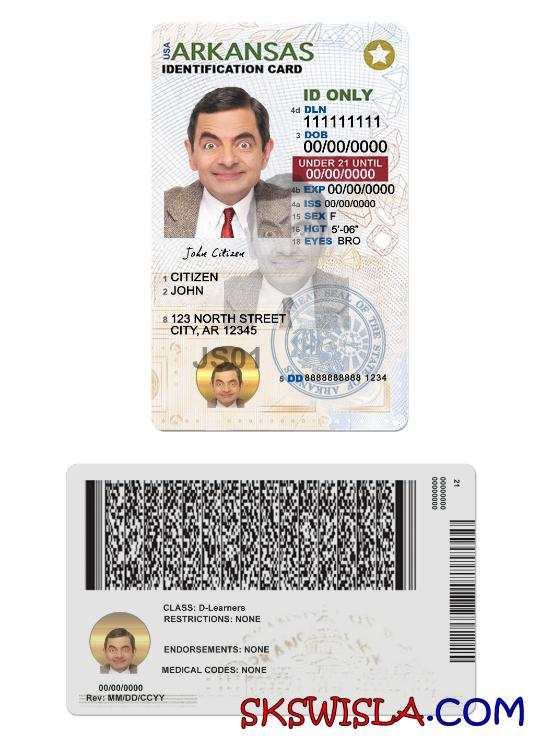 USA ARKANSAS
IDENTIFICATION CARD
ID ONLY
4d DLN
111111111
3 DOB
00/00/0000
UNDER 21 UNTIL
00/00/0000
4b EXP 00/00/0000
4a ISS 00/00/0000
15 SEX F
16 HGT 5'-06"
18 EYES BRO
John Citizen
1 CITIZEN
2 JOHN
8 123 NORTH STREET
CITY, AR 12345
JS01
GREAT SEAL OF THE STATE OF ARKANSAS
5 DD 8888888888 1234
21
00000000
00000000
CLASS: D-Learners
RESTRICTIONS: NONE
ENDORSEMENTS: NONE
MEDICAL CODES: NONE
00/00/0000
Rev: MM/DD/CCYY
SKSWISLA.COM